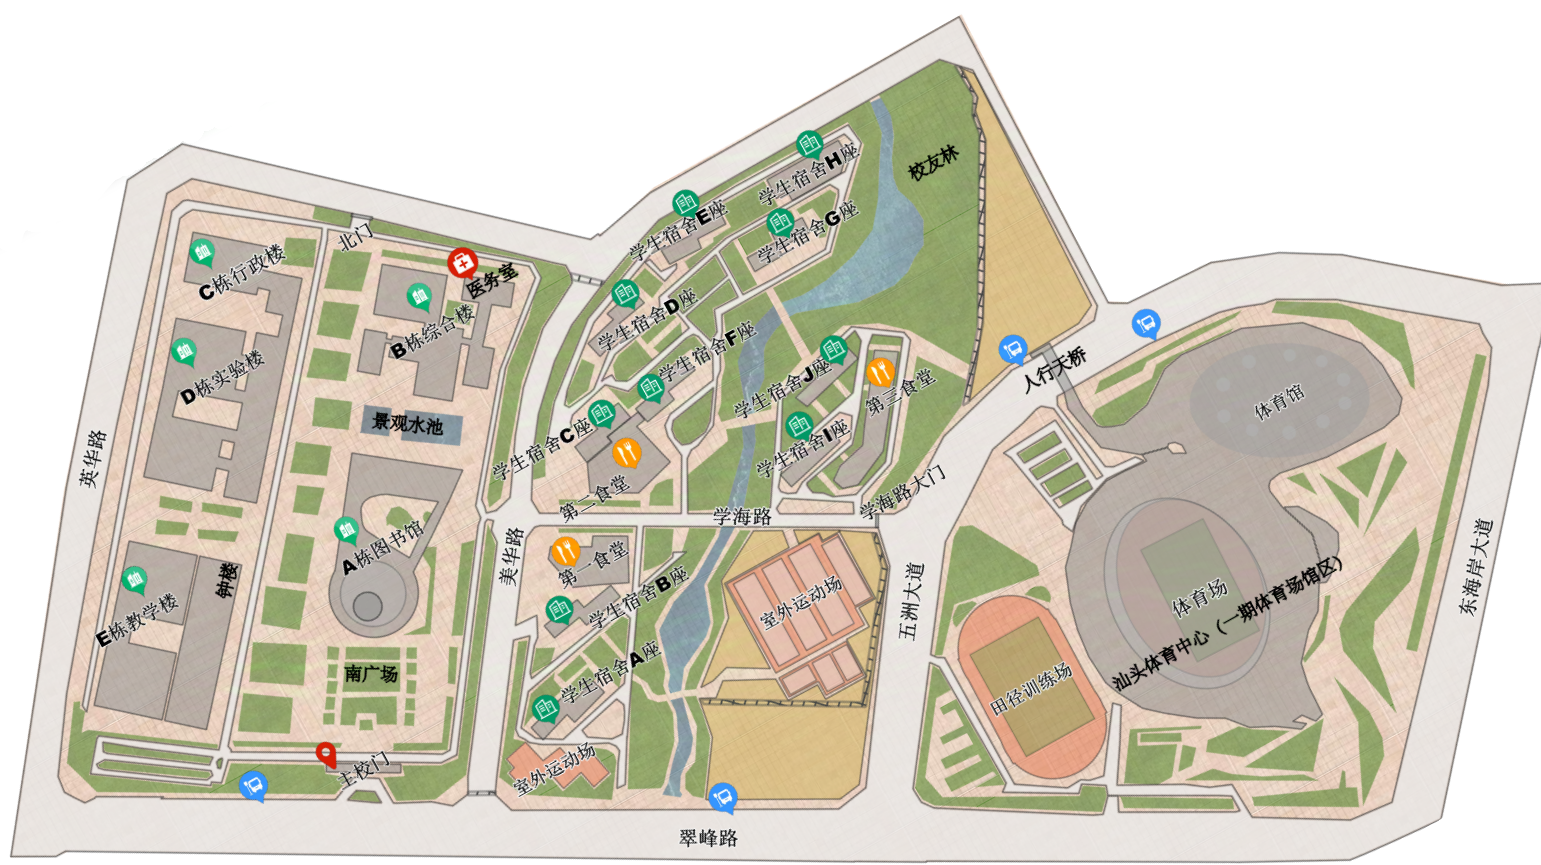 学生宿舍H座
校友林
学生宿舍E座
学生宿舍G座
北门
C栋行政楼
医务室
学生宿舍D座
B栋综合楼
学生宿舍F座
D栋实验楼
学生宿舍J座
第三食堂
人行天桥
体育馆
景观水池
学生宿舍C座
学生宿舍I座
英华路
第二食堂
学海路大门
学海路
A栋图书馆
美华路
第一食堂
钟楼
学生宿舍B座
室外运动场
五洲大道
体育场
汕头体育中心（一期体育场馆区）
东海岸大道
E栋教学楼
南广场
学生宿舍A座
田径训练场
主校门
室外运动场
翠峰路